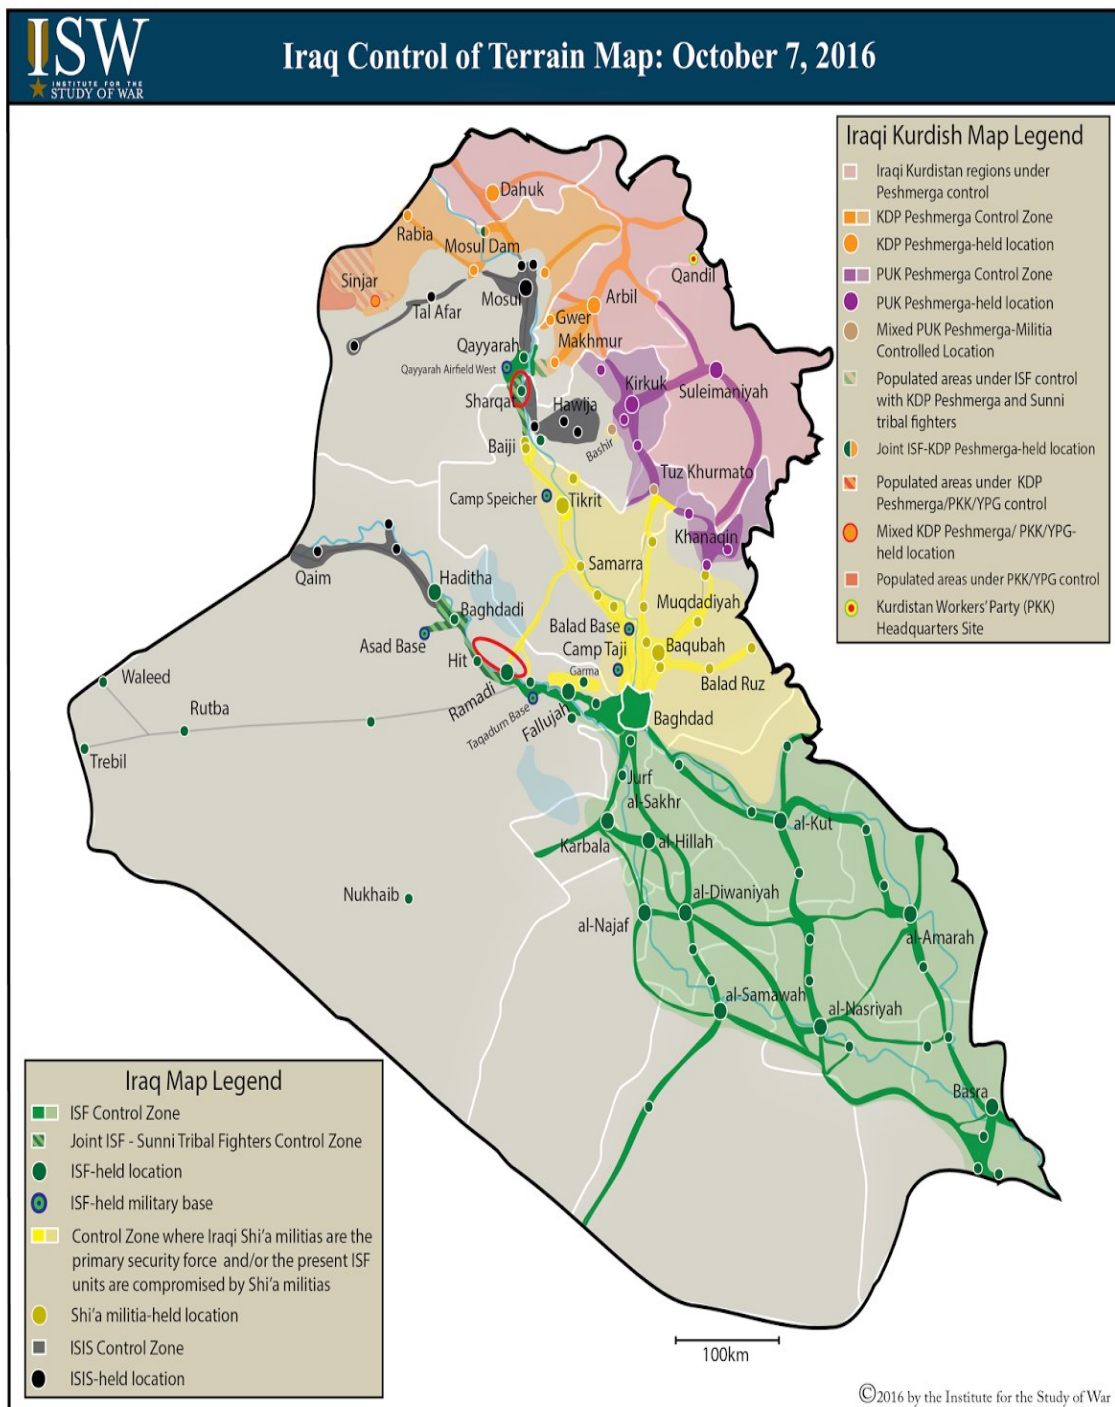 ISW
INSTITUTE FOR THE
STUDY OF WAR
Iraq Control of Terrain Map: October 7, 2016
Iraqi Kurdish Map Legend
Iraqi Kurdistan regions under
Peshmerga control
KDP Peshmerga Control Zone
KDP Peshmerga-held location
PUK Peshmerga Control Zone
PUK Peshmerga-held location
Mixed PUK Peshmerga-Militia
Controlled Location
Populated areas under ISF control
with KDP Peshmerga and Sunni
tribal fighters
Joint ISF-KDP Peshmerga-held location
Populated areas under KDP
Peshmerga/PKK/YPG control
Mixed KDP Peshmerga/ PKK/YPG-
held location
Populated areas under PKK/YPG control
Kurdistan Workers' Party (PKK)
Headquarters Site
Dahuk
Rabia
Mosul Dam
Qandil
Sinjar
Mosul
Arbil
Tal Afar
Gwer
Makhmur
Qayyarah
Qayyarah Airfield West
Kirkuk
Suleimaniyah
Sharqat
Hawija
Bashir
Baiji
Tuz Khurmato
Camp Speicher
Tikrit
Khanaqin
Samarra
Qaim
Haditha
Muqdadiyah
Baghdadi
Balad Base
Asad Base
Camp Taji
Baqubah
Hit
Garma
Balad Ruz
Waleed
Ramadi
Rutba
Taqadum Base
Fallujah
Baghdad
Trebil
Jurf
al-Sakhr
al-Kut
Karbala
al-Hillah
Nukhaib
al-Diwaniyah
al-Najaf
al-Amarah
al-Samawah
al-Nasriyah
Basra
Iraq Map Legend
ISF Control Zone
Joint ISF - Sunni Tribal Fighters Control Zone
ISF-held location
ISF-held military base
Control Zone where Iraqi Shi'a militias are the
primary security force and/or the present ISF
units are compromised by Shi'a militias
Shi'a militia-held location
ISIS Control Zone
ISIS-held location
100km
©2016 by the Institute for the Study of War